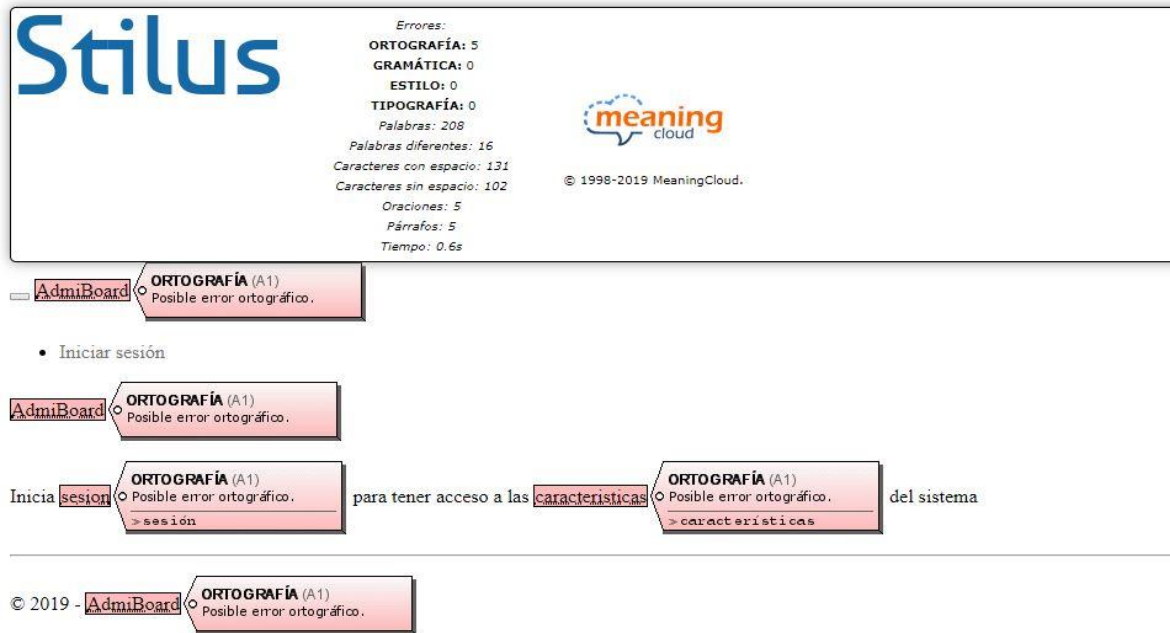 Stilus
Errores:
ORTOGRAFÍA: 5
GRAMÁTICA: 0
ESTILO: 0
TIPOGRAFÍA: 0
Palabras: 208
Palabras diferentes: 16
Caracteres con espacio: 131
Caracteres sin espacio: 102
Oraciones: 5
Párrafos: 5
Tiempo: 0.6s
meaning
cloud
© 1998-2019 MeaningCloud.
AdmiBoard ORTOGRAFÍA (A1)
Posible error ortográfico.
• Iniciar sesión
AdmiBoard ORTOGRAFÍA (A1)
Posible error ortográfico.
Inicia sesion ORTOGRAFÍA (A1)
Posible error ortográfico.
> sesión
para tener acceso a las caracteristicas ORTOGRAFÍA (A1)
Posible error ortográfico.
> características
del sistema
© 2019 - AdmiBoard ORTOGRAFÍA (A1)
Posible error ortográfico.